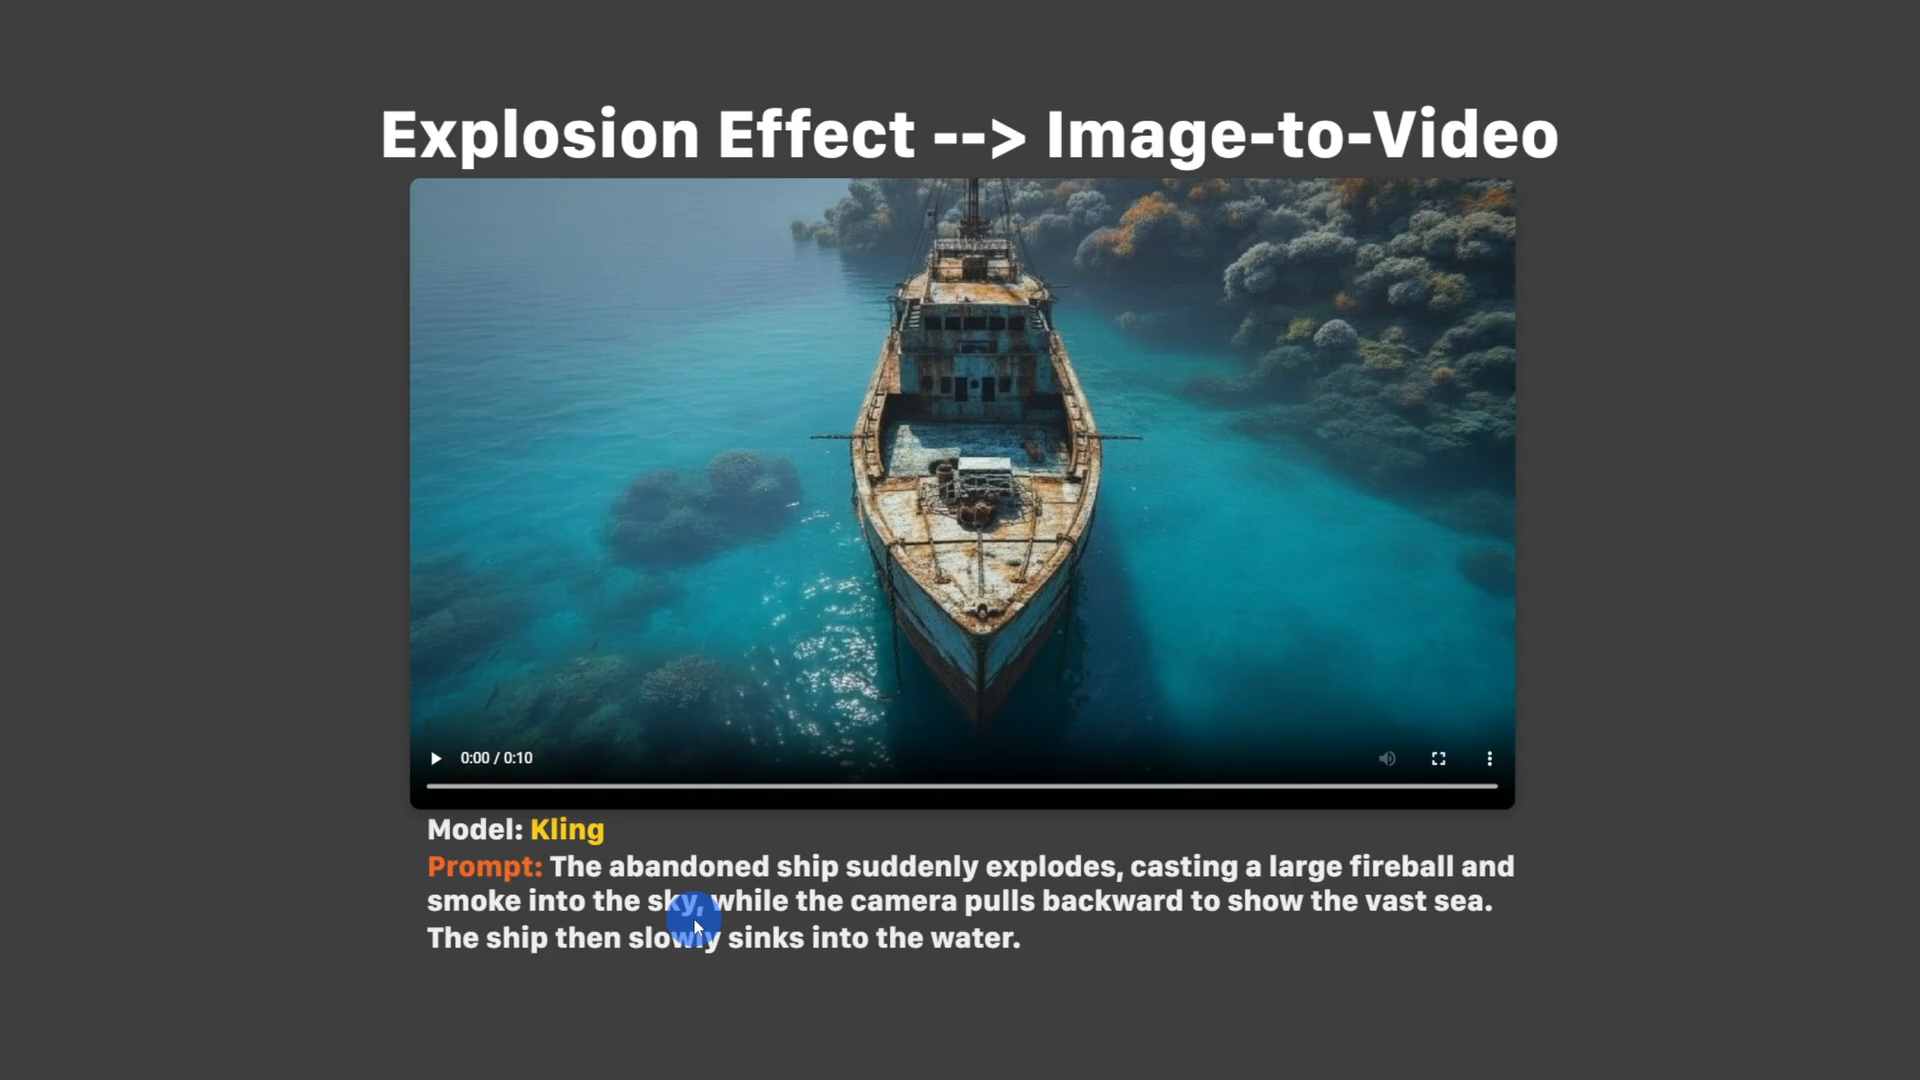 Explosion Effect --> Image-to-Video
0:00 / 0:10
Model: Kling
Prompt: The abandoned ship suddenly explodes, casting a large fireball and
smoke into the sky, while the camera pulls backward to show the vast sea.
The ship then slowly sinks into the water.